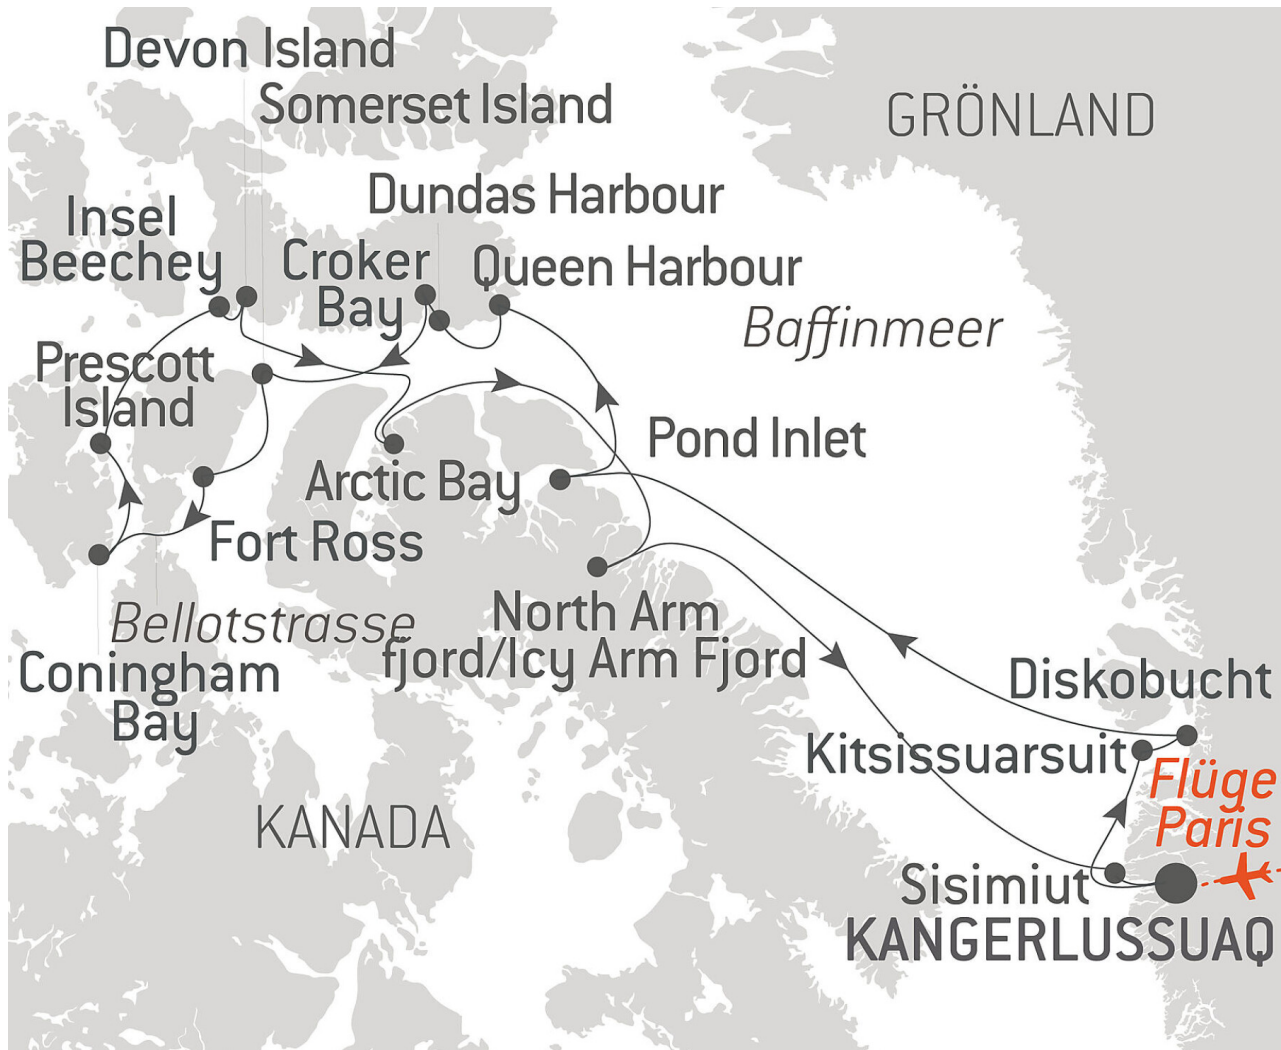 Devon Island
Somerset Island
GRÖNLAND
Dundas Harbour
Insel
Beechey
Croker
Bay
Queen Harbour
Baffinmeer
Prescott
Island
Pond Inlet
Arctic Bay
Fort Ross
Bellotstrasse
North Arm
fjord/Icy Arm Fjord
Coningham
Bay
Diskobucht
Kitsissuarsuit
Flüge
Paris
KANADA
Sisimiut
KANGERLUSSUAQ